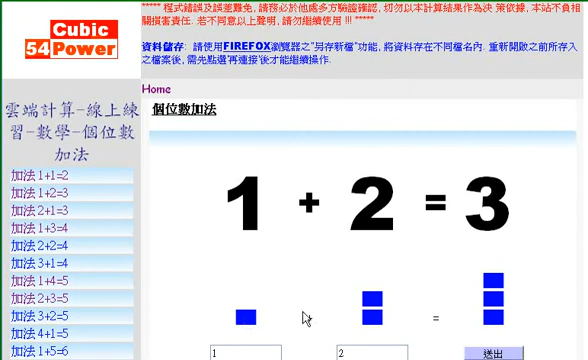 ***** 程式錯誤及誤差難免, 請務必於他處多方驗證確認, 切勿以本計算結果作為決 策依據, 本站不負相
關損害責任. 若不同意以上聲明, 請勿繼續使用 !!! *****
Cubic
54Power
資料儲存: 請使用FIREFOX瀏覽器之"另存新檔"功能, 將資料存在不同檔名內. 重新開啟之前所存入
之檔案後, 需先點選'再連接'後才能繼續操作.
Home
雲端計算-線上練
習-數學-個位數
加法
個位數加法
加法 1+1=2
加法 1+2=3
加法 2+1=3
加法 1+3=4
加法 2+2=4
加法 3+1=4
加法 1+4=5
加法 2+3=5
加法 3+2=5
加法 4+1=5
加法 1+5=6
1 + 2 = 3
+ =
1 2 送出